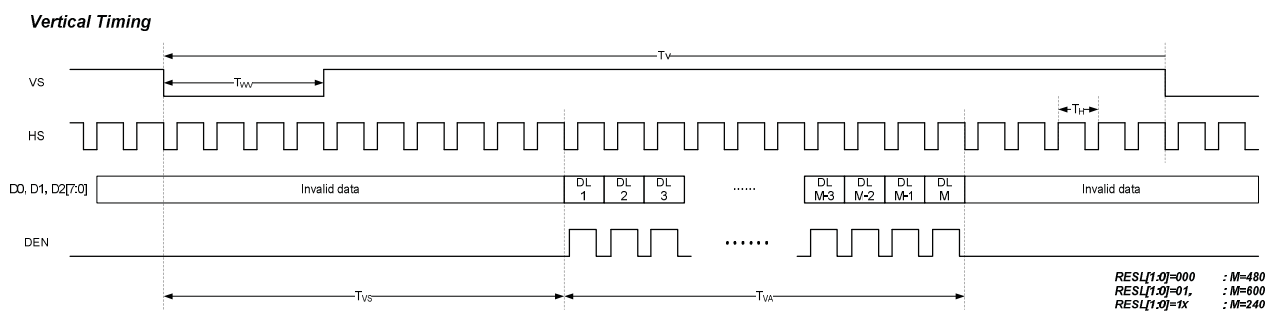 Vertical Timing
TV
VS
TWV
TH
HS
D0, D1, D2[7:0]
Invalid data
DL 1
DL 2
DL 3
......
DL M-3
DL M-2
DL M-1
DL M
Invalid data
DEN
......
TVS
TVA
RESL[1:0]=000 : M=480
RESL[1:0]=01, : M=600
RESL[1:0]=1X : M=240